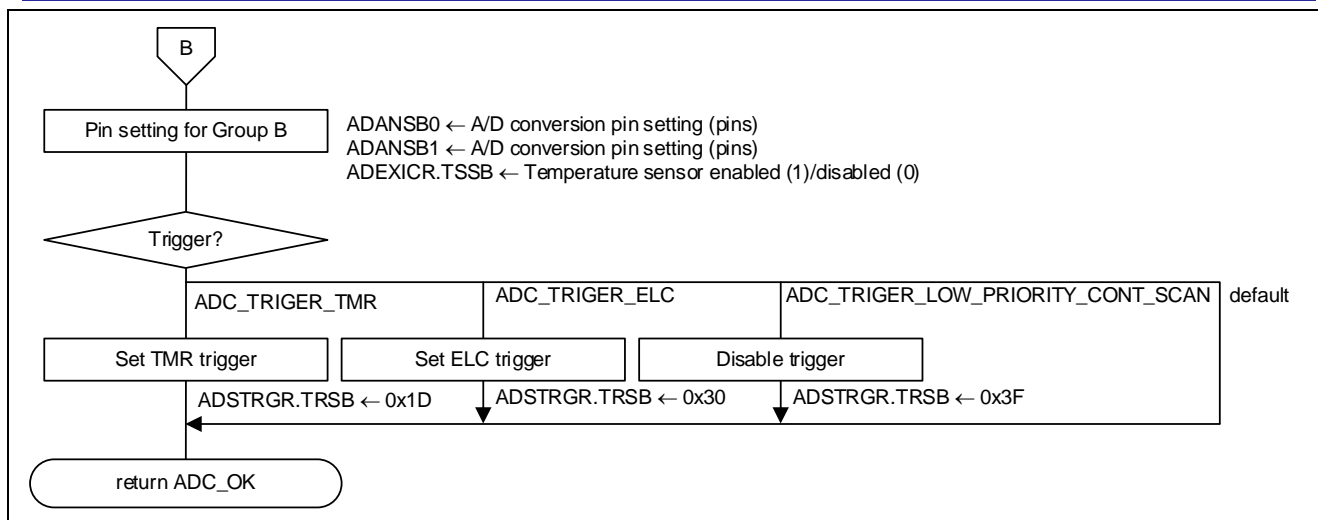 B
Pin setting for Group B
ADANSB0 ← A/D conversion pin setting (pins)
ADANSB1 ← A/D conversion pin setting (pins)
ADEXICR.TSSB ← Temperature sensor enabled (1)/disabled (0)
Trigger?
ADC_TRIGER_TMR
ADC_TRIGER_ELC
ADC_TRIGER_LOW_PRIORITY_CONT_SCAN
default
Set TMR trigger
Set ELC trigger
Disable trigger
ADSTRGR.TRSB ← 0x1D
ADSTRGR.TRSB ← 0x30
ADSTRGR.TRSB ← 0x3F
return ADC_OK